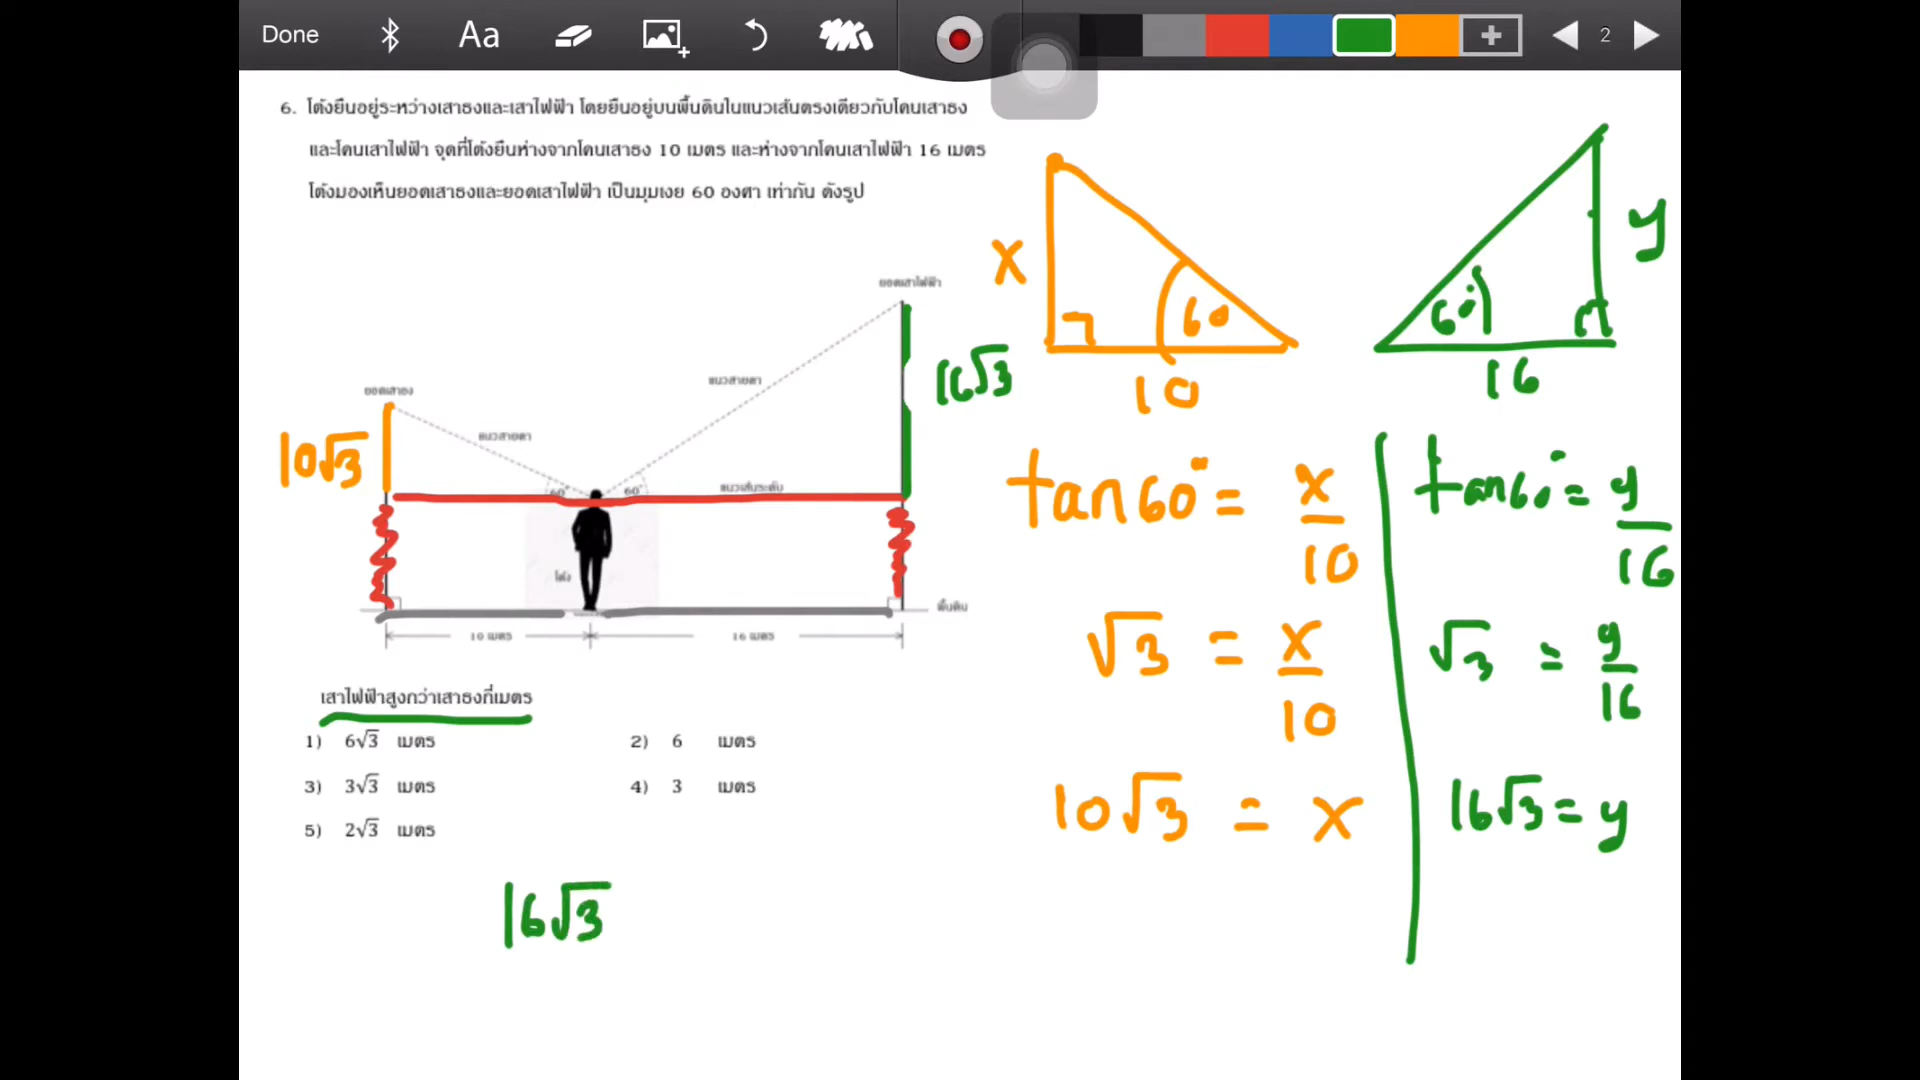 Done
Aa
2
6. โต้งยืนอยู่ระหว่างเสาธงและเสาไฟฟ้า โดยยืนอยู่บนพื้นดินในแนวเส้นตรงเดียวกับโคนเสาธง
และโคนเสาไฟฟ้า จุดที่โต้งยืนห่างจากโคนเสาธง 10 เมตร และห่างจากโคนเสาไฟฟ้า 16 เมตร
โต้งมองเห็นยอดเสาธงและยอดเสาไฟฟ้า เป็นมุมเงย 60 องศา เท่ากัน ดังรูป
ยอดเสาไฟฟ้า
แนวสายตา
16√3
ยอดเสาธง
แนวสายตา
10√3
60°
60°
แนวเส้นระดับ
โต้ง
พื้นดิน
10 เมตร
16 เมตร
เสาไฟฟ้าสูงกว่าเสาธงกี่เมตร
1) 6√3 เมตร
2) 6 เมตร
3) 3√3 เมตร
4) 3 เมตร
5) 2√3 เมตร
16√3
x
60
10
y
60°
16
tan60° = x/10
√3 = x/10
10√3 = x
tan60° = y/16
√3 = y/16
16√3 = y